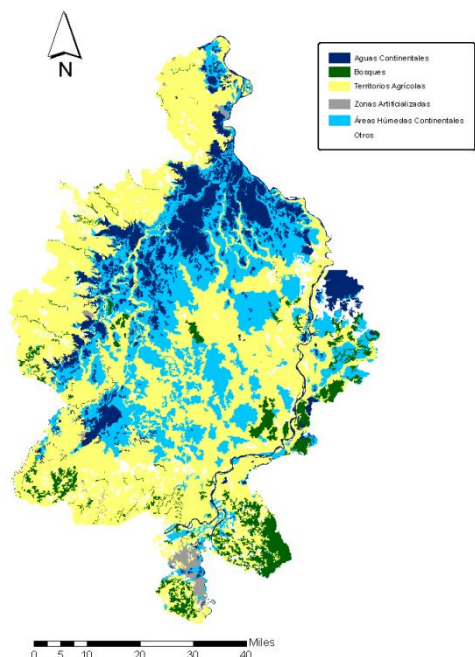 N
Aguas Continentales
Bosques
Territorios Agrícolas
Zonas Artificializadas
Áreas Húmedas Continentales
Otros
Miles
0 5 10 20 30 40